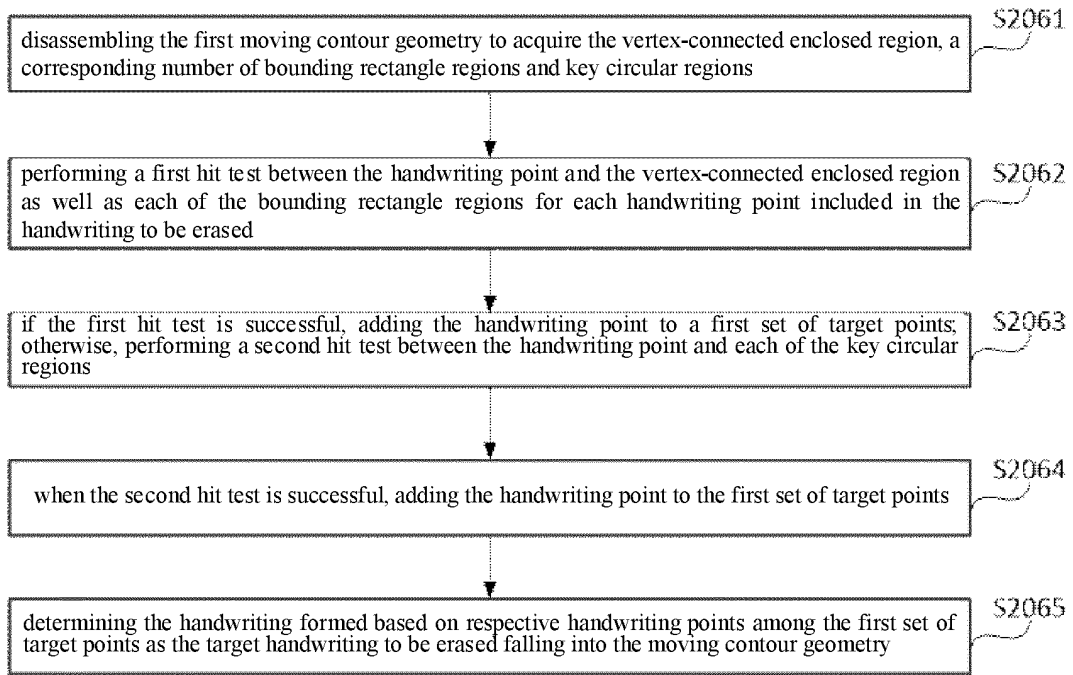 S2061
disassembling the first moving contour geometry to acquire the vertex-connected enclosed region, a
corresponding number of bounding rectangle regions and key circular regions
S2062
performing a first hit test between the handwriting point and the vertex-connected enclosed region
as well as each of the bounding rectangle regions for each handwriting point included in the
handwriting to be erased
S2063
if the first hit test is successful, adding the handwriting point to a first set of target points;
otherwise, performing a second hit test between the handwriting point and each of the key circular
regions
S2064
when the second hit test is successful, adding the handwriting point to the first set of target points
S2065
determining the handwriting formed based on respective handwriting points among the first set of
target points as the target handwriting to be erased falling into the moving contour geometry